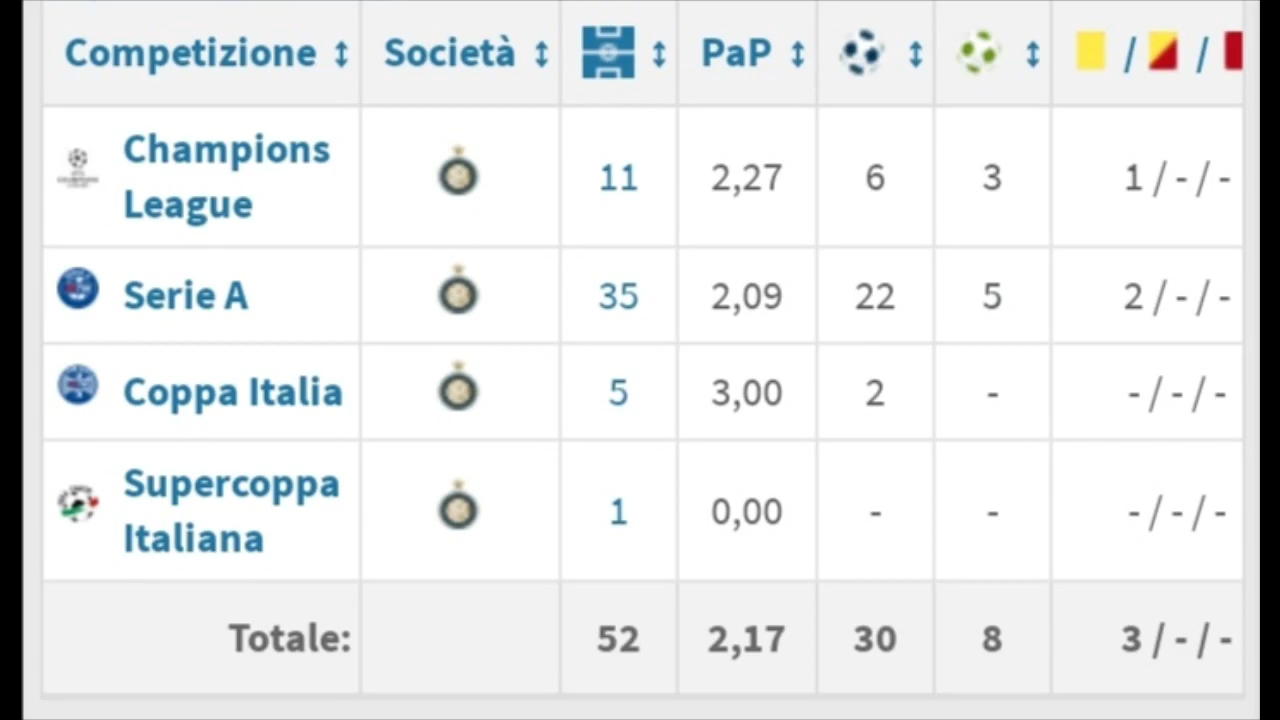 Competizione Società PaP / /
Champions
League 11 2,27 6 3 1 / - / -
Serie A 35 2,09 22 5 2 / - / -
Coppa Italia 5 3,00 2 - - / - / -
Supercoppa
Italiana 1 0,00 - - - / - / -
Totale: 52 2,17 30 8 3 / - / -